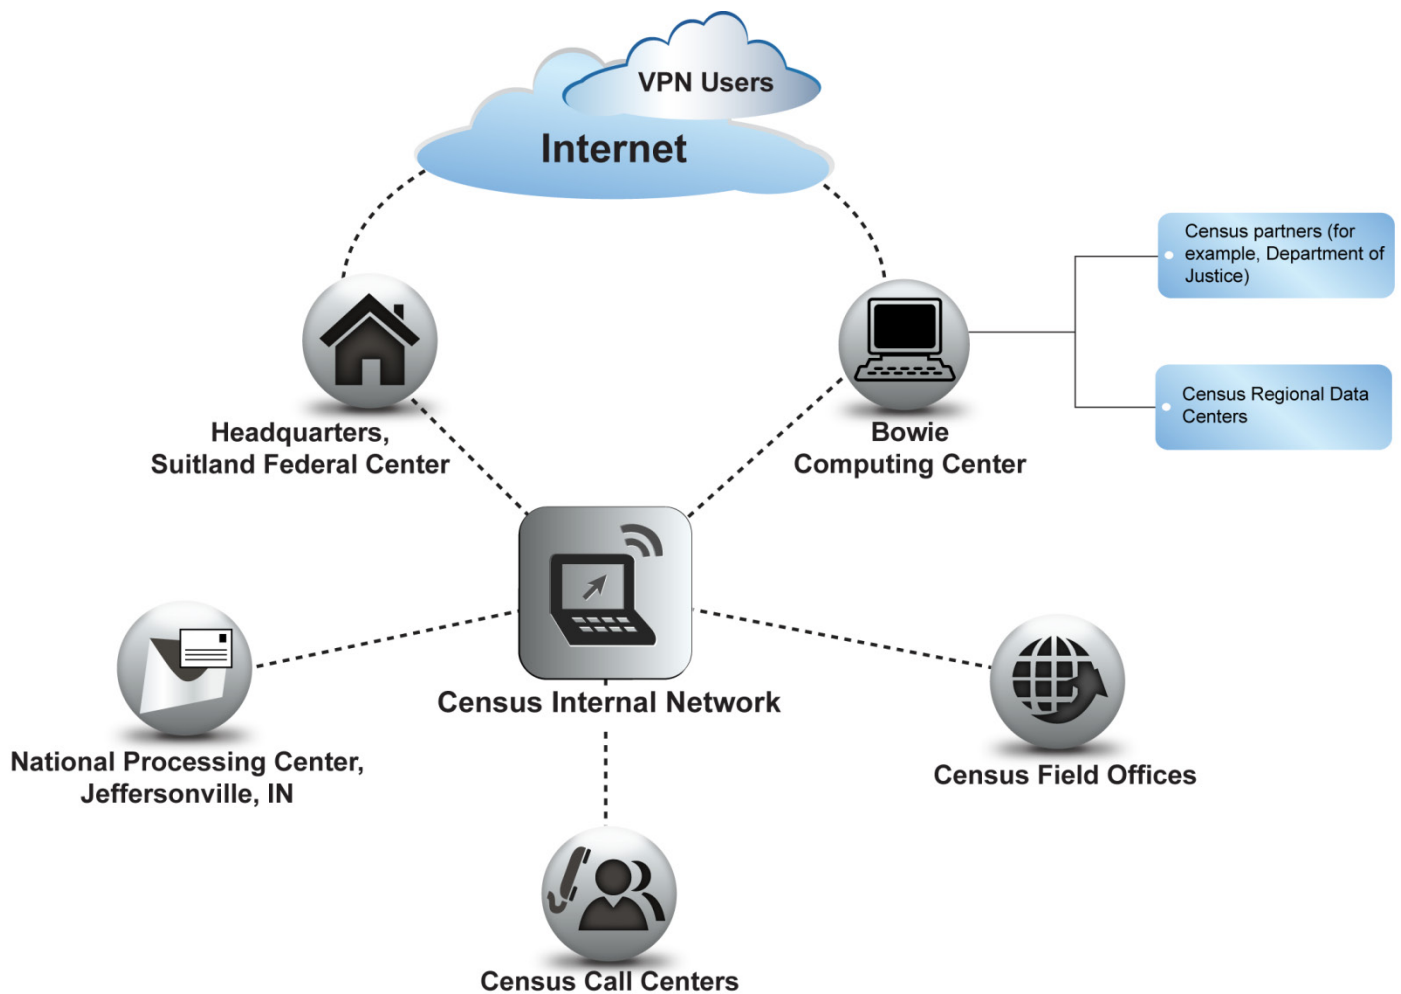 VPN Users
Internet
Census partners (for
example, Department of
Justice)
Census Regional Data
Centers
Headquarters,
Suitland Federal Center
Bowie
Computing Center
Census Internal Network
National Processing Center,
Jeffersonville, IN
Census Field Offices
Census Call Centers